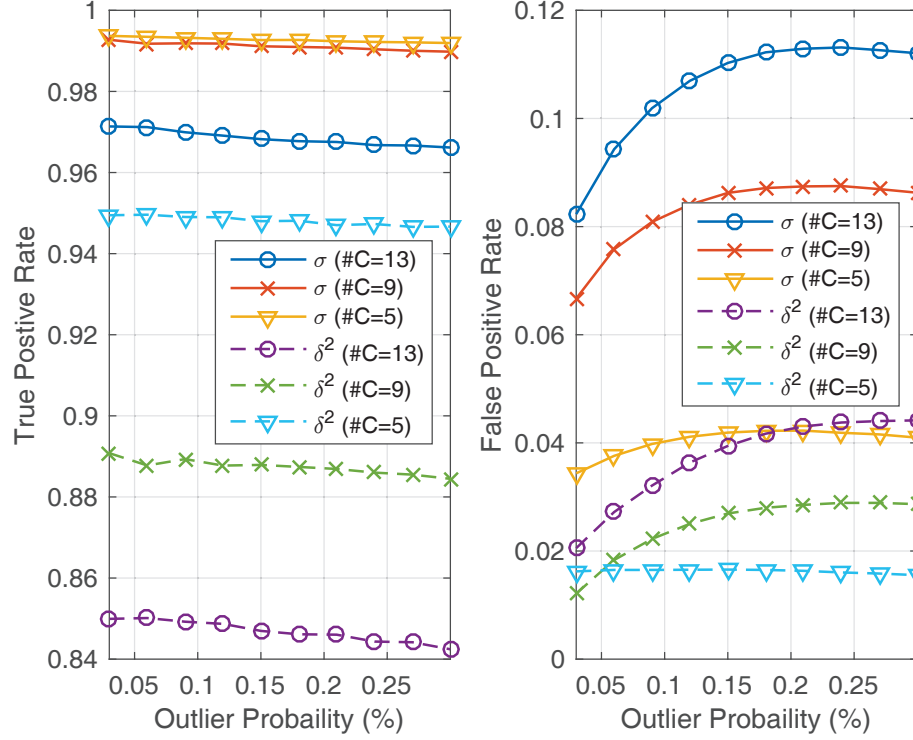 1
0.98
0.96
0.94
0.92
0.9
0.88
0.86
0.84
True Postive Rate
0.05
0.1
0.15
0.2
0.25
Outlier Probaility (%)
σ (#C=13)
σ (#C=9)
σ (#C=5)
δ² (#C=13)
δ² (#C=9)
δ² (#C=5)
0.12
0.1
0.08
0.06
0.04
0.02
0
False Positive Rate
0.05
0.1
0.15
0.2
0.25
Outlier Probaility (%)
σ (#C=13)
σ (#C=9)
σ (#C=5)
δ² (#C=13)
δ² (#C=9)
δ² (#C=5)